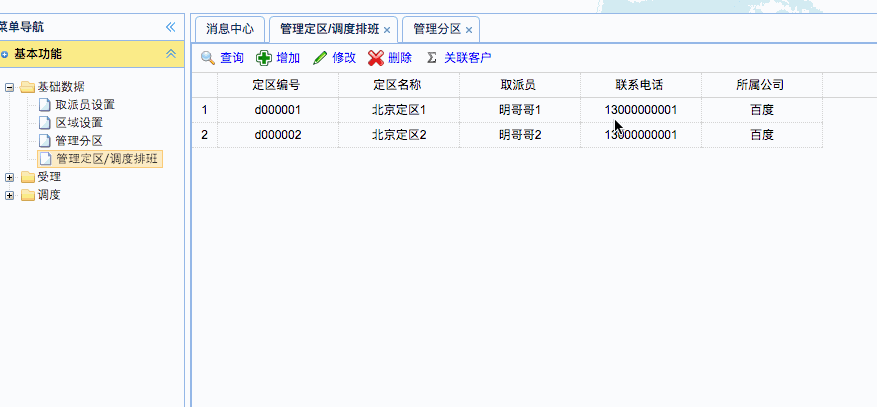 菜单导航
基本功能
基础数据
取派员设置
区域设置
管理分区
管理定区/调度排班
受理
调度
消息中心 管理定区/调度排班 管理分区
查询 增加 修改 删除 关联客户
定区编号 定区名称 取派员 联系电话 所属公司
1 d000001 北京定区1 明哥哥1 13000000001 百度
2 d000002 北京定区2 明哥哥2 13000000001 百度